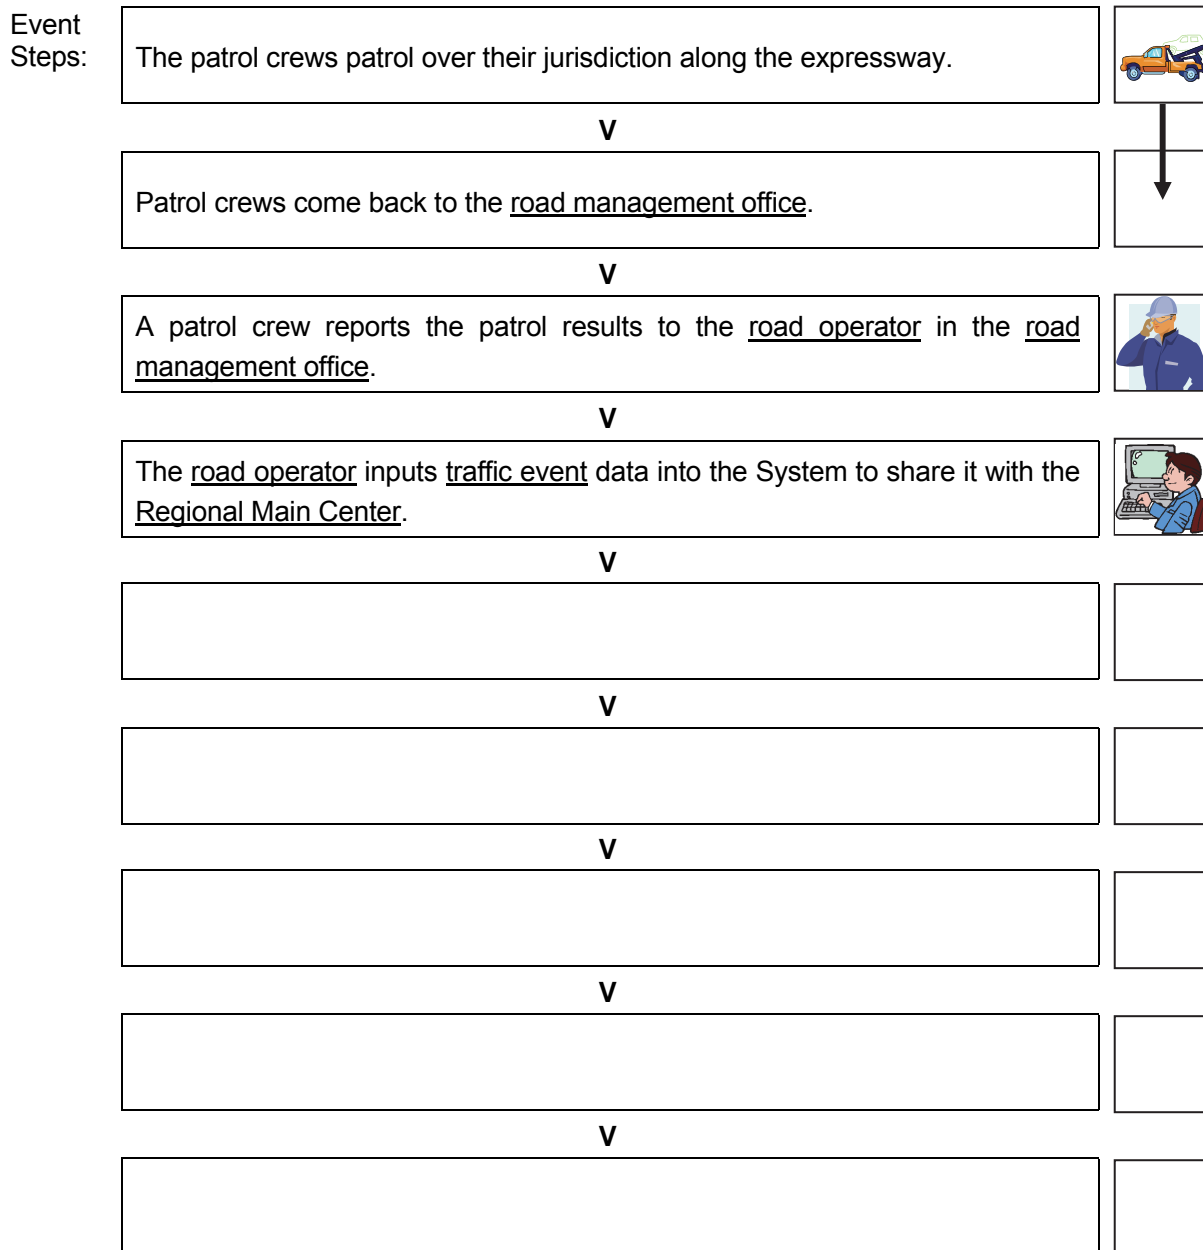 Event
Steps:
The patrol crews patrol over their jurisdiction along the expressway.
V
Patrol crews come back to the road management office.
V
A patrol crew reports the patrol results to the road operator in the road
management office.
V
The road operator inputs traffic event data into the System to share it with the
Regional Main Center.
V
V
V
V
V